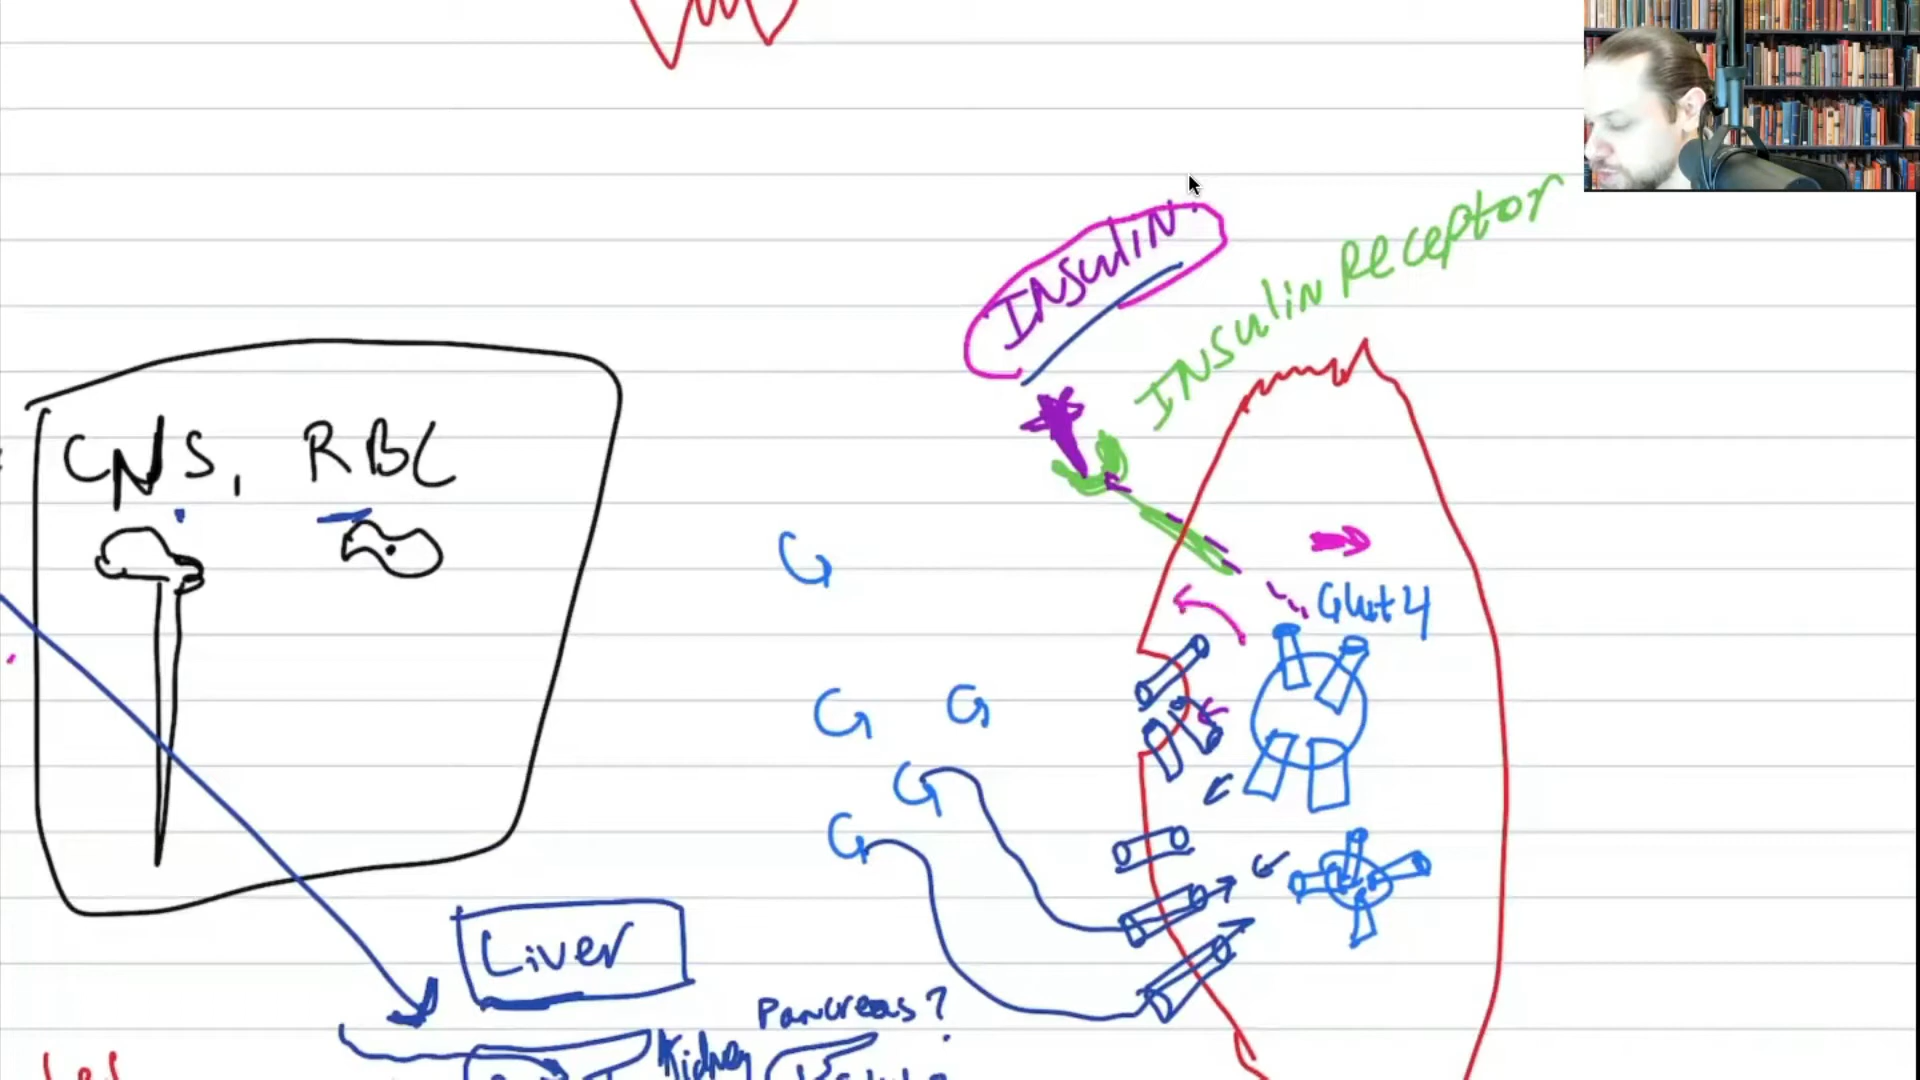 INSulin
INSulin Receptor
CNS, RBC
G
Glut 4
G G
G
G
Liver
Pancreas?
Kidney